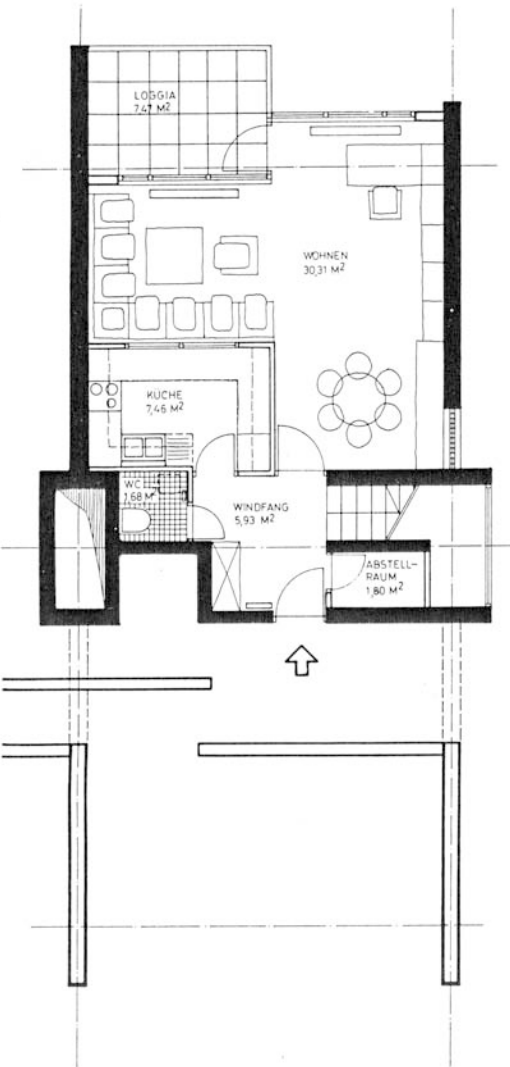 LOGGIA
7,47 M²
WOHNEN
30,31 M²
KÜCHE
7,46 M²
WC
1,68 M²
WINDFANG
5,93 M²
ABSTELL-
RAUM
1,80 M²